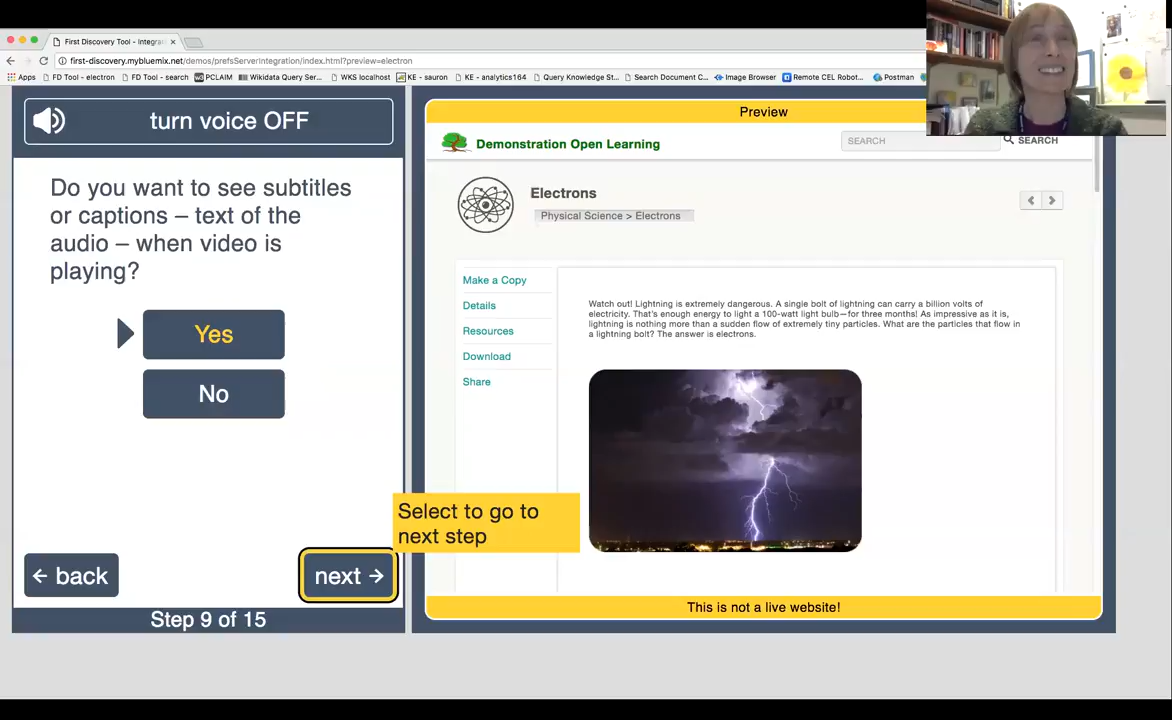 First Discovery Tool - Integra
first-discovery.mybluemix.net/demos/prefsServerIntegration/index.html?preview=electron
Apps FD Tool - electron FD Tool - search PCLAIM Wikidata Query Ser... WKS localhost KE - sauron KE - analytics164 Query Knowledge St... Search Document C... Image Browser Remote CEL Robot... Postman
turn voice OFF
Do you want to see subtitles
or captions – text of the
audio – when video is
playing?
Yes
No
Select to go to
next step
← back
next →
Step 9 of 15
Preview
Demonstration Open Learning
SEARCH
SEARCH
Electrons
Physical Science > Electrons
Make a Copy
Details
Resources
Download
Share
Watch out! Lightning is extremely dangerous. A single bolt of lightning can carry a billion volts of
electricity. That's enough energy to light a 100-watt light bulb—for three months! As impressive as it is,
lightning is nothing more than a sudden flow of extremely tiny particles. What are the particles that flow in
a lightning bolt? The answer is electrons.
This is not a live website!